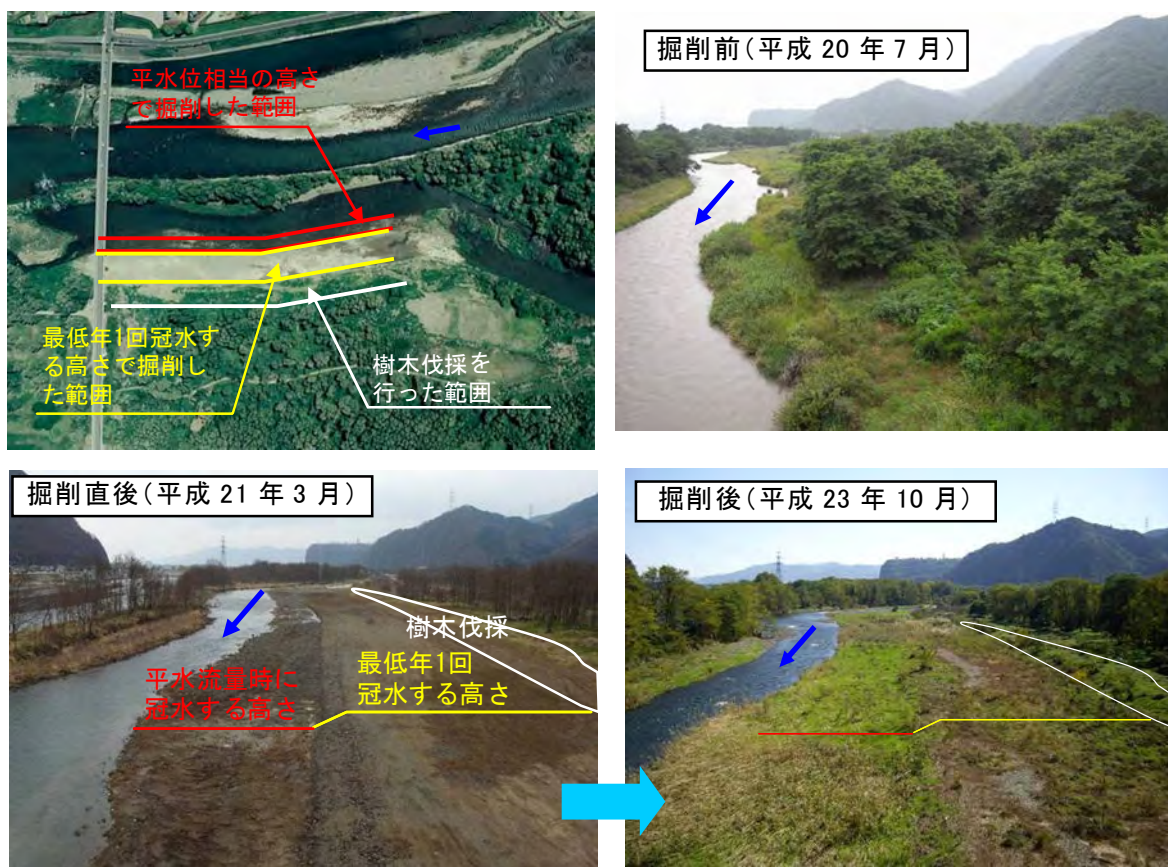 平水位相当の高さ
で掘削した範囲
最低年1回冠水す
る高さで掘削し
た範囲
樹木伐採を
行った範囲
掘削前(平成 20 年 7 月)
掘削直後(平成 21 年 3 月)
樹木伐採
最低年1回
冠水する高さ
平水流量時に
冠水する高さ
掘削後(平成 23 年 10 月)